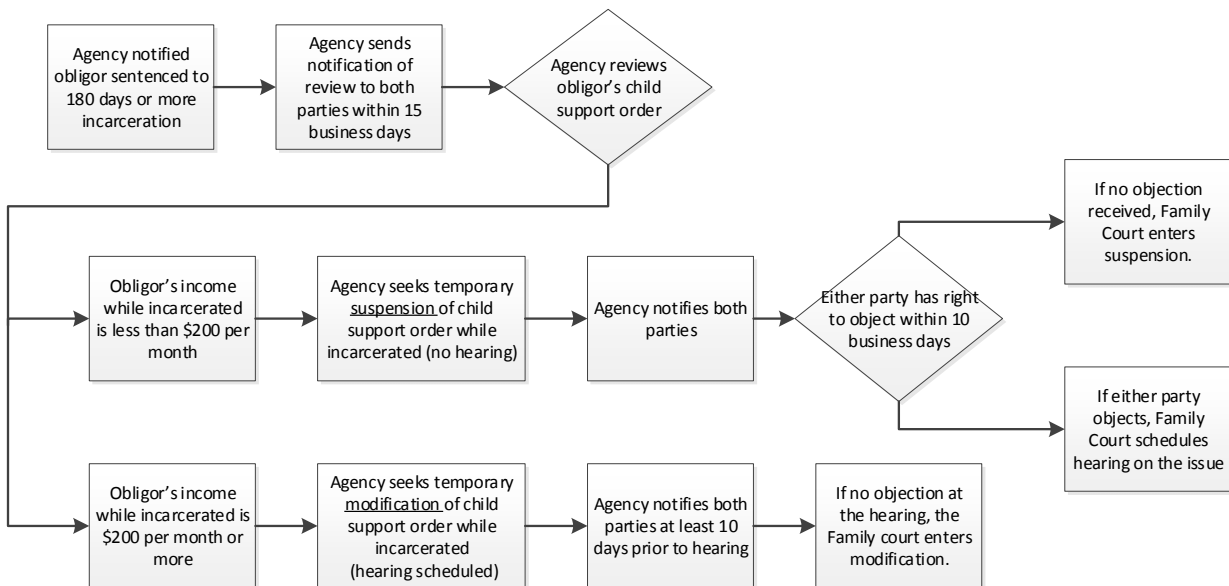 Agency notified
obligor sentenced to
180 days or more
incarceration
Agency sends
notification of
review to both
parties within 15
business days
Agency reviews
obligor's child
support order
If no objection
received, Family
Court enters
suspension.
Obligor's income
while incarcerated
is less than $200 per
month
Agency seeks temporary
suspension of child
support order while
incarcerated (no hearing)
Agency notifies both
parties
Either party has right
to object within 10
business days
If either party
objects, Family
Court schedules
hearing on the issue
Obligor's income
while incarcerated is
$200 per month or
more
Agency seeks temporary
modification of child
support order while
incarcerated
(hearing scheduled)
Agency notifies both
parties at least 10
days prior to hearing
If no objection at
the hearing, the
Family court enters
modification.